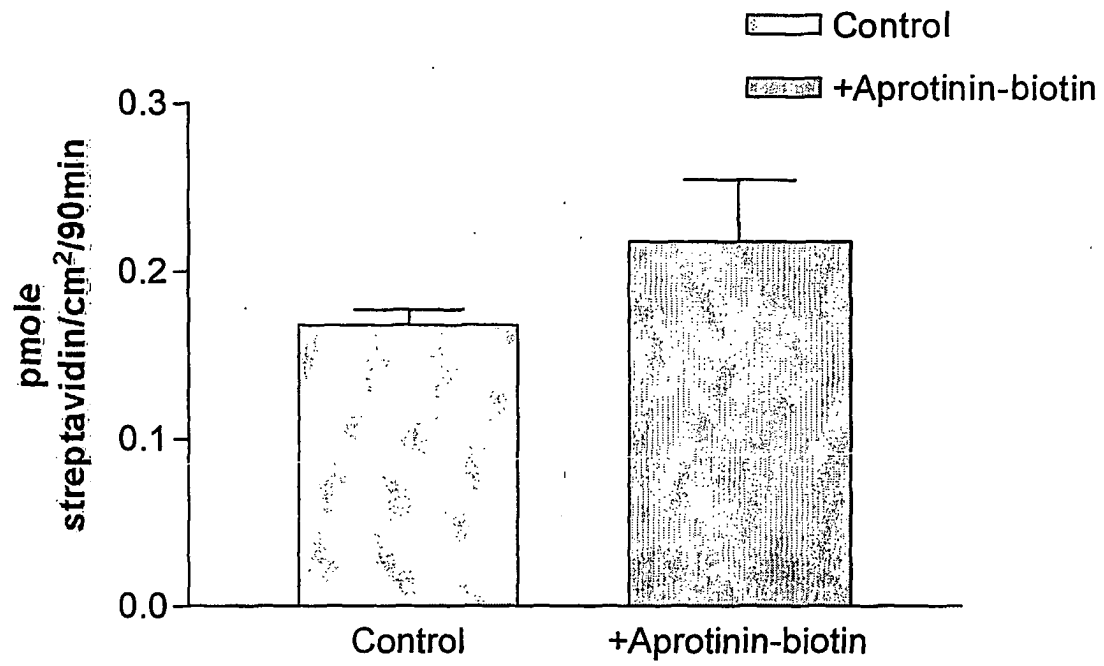 Control
+Aprotinin-biotin
0.3
0.2
0.1
0.0
pmole
streptavidin/cm²/90min
Control
+Aprotinin-biotin